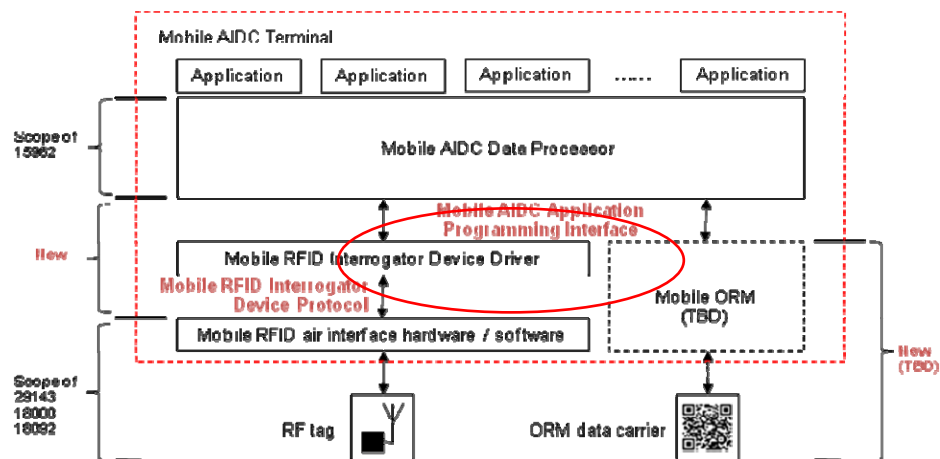 Mobile AIDC Terminal
Application
Application
Application
......
Application
Scope of
15962
Mobile AIDC Data Processor
Mobile AIDC Application
Programming Interface
New
Mobile RFID Interrogator Device Driver
Mobile RFID Interrogator
Device Protocol
Mobile ORM
(TBD)
Mobile RFID air interface hardware / software
New
(TBD)
Scope of
29143
18000
18092
RF tag
ORM data carrier